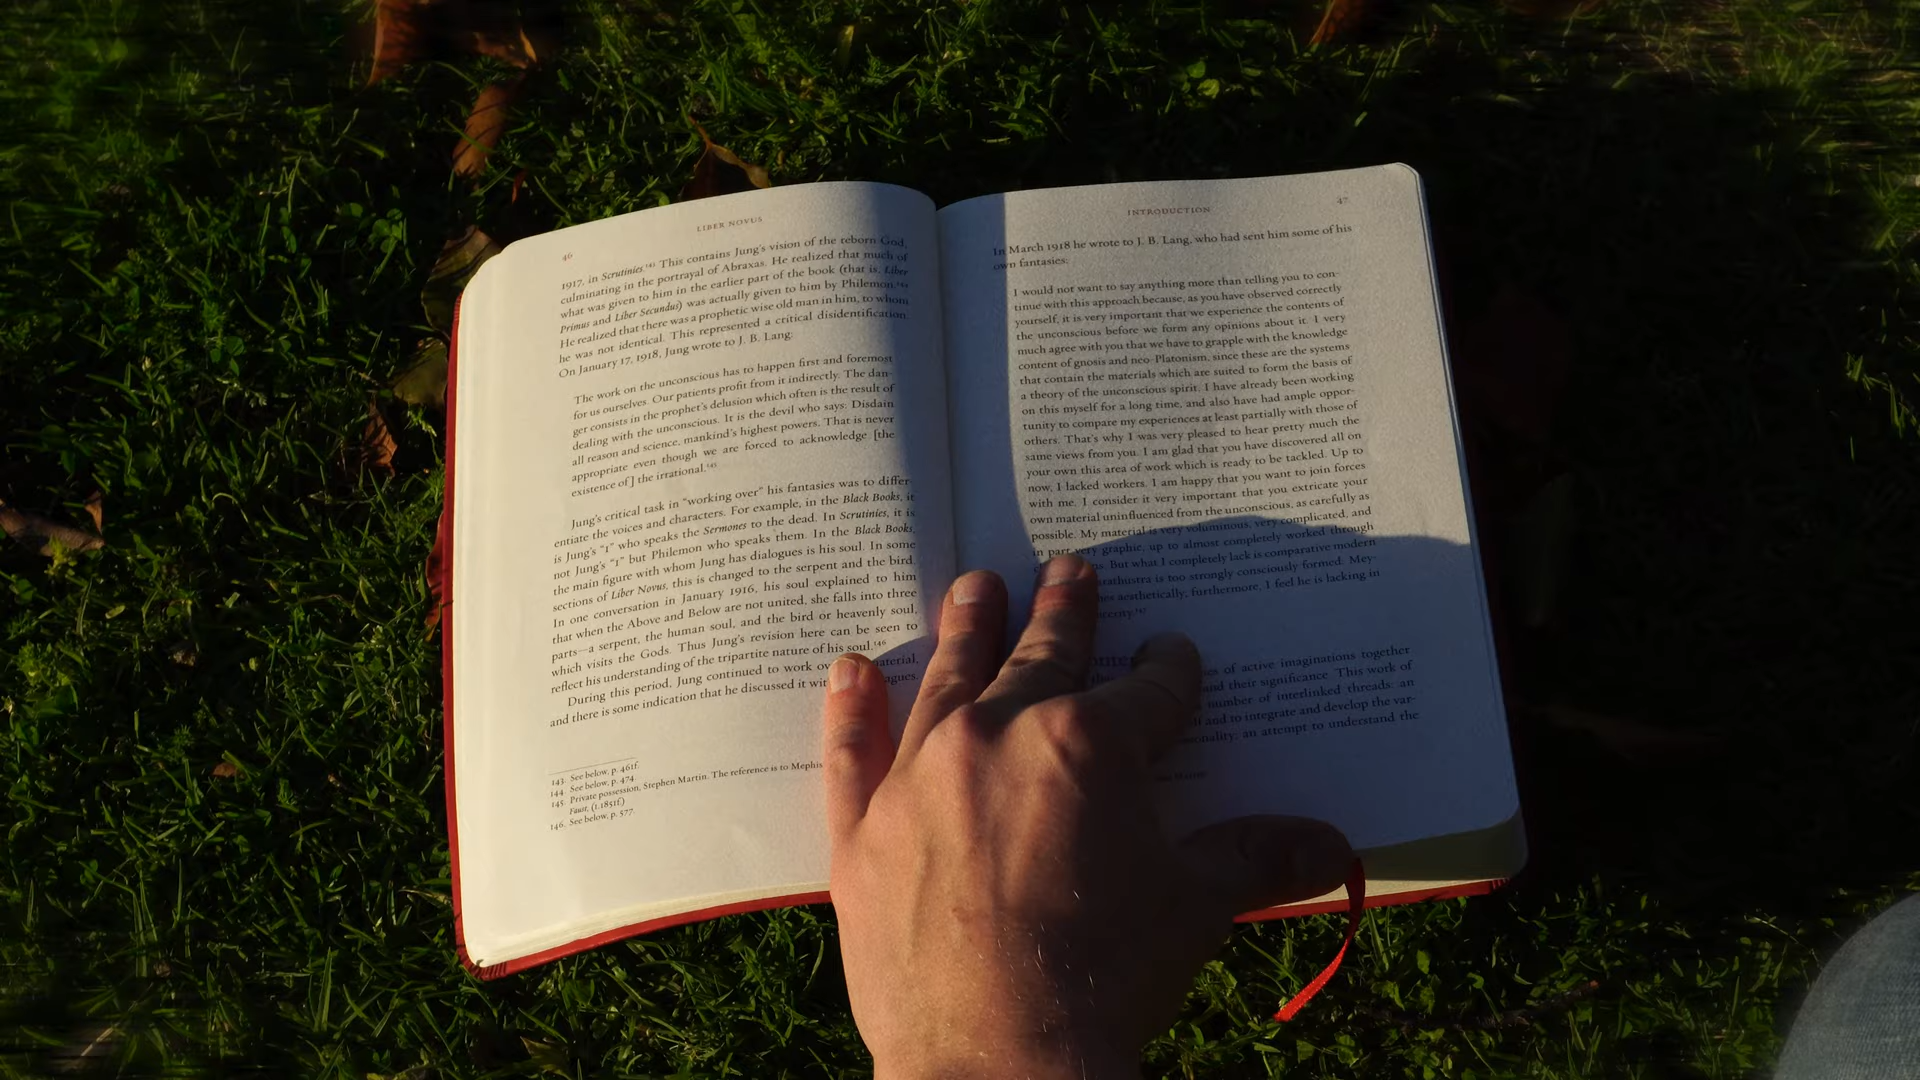 LIBER NOVUS
46
1917, in Scrutinies.¹⁴³ This contains Jung's vision of the reborn God,
culminating in the portrayal of Abraxas. He realized that much of
what was given to him in the earlier part of the book (that is, Liber
Primus and Liber Secundus) was actually given to him by Philemon.¹⁴⁴
He realized that there was a prophetic wise old man in him, to whom
he was not identical. This represented a critical disidentification.
On January 17, 1918, Jung wrote to J. B. Lang:
The work on the unconscious has to happen first and foremost
for us ourselves. Our patients profit from it indirectly. The dan-
ger consists in the prophet's delusion which often is the result of
dealing with the unconscious. It is the devil who says: Disdain
all reason and science, mankind's highest powers. That is never
appropriate even though we are forced to acknowledge [the
existence of] the irrational.¹⁴⁵
Jung's critical task in "working over" his fantasies was to differ-
entiate the voices and characters. For example, in the Black Books, it
is Jung's "I" who speaks the Sermones to the dead. In Scrutinies, it is
not Jung's "I" but Philemon who speaks them. In the Black Books,
the main figure with whom Jung has dialogues is his soul. In some
sections of Liber Novus, this is changed to the serpent and the bird.
In one conversation in January 1916, his soul explained to him
that when the Above and Below are not united, she falls into three
parts—a serpent, the human soul, and the bird or heavenly soul,
which visits the Gods. Thus Jung's revision here can be seen to
reflect his understanding of the tripartite nature of his soul.¹⁴⁶
During this period, Jung continued to work material,
and there is some indication that he discussed it
143. See below, p. 461f.
144. See below, p. 474.
145. Private possession, Stephen Martin. The reference is to
Faust, (1.1851f.)
146. See below, p. 577.
INTRODUCTION
47
In March 1918 he wrote to J. B. Lang, who had sent him some of his
own fantasies:
I would not want to say anything more than telling you to con-
tinue with this approach because, as you have observed correctly
yourself, it is very important that we experience the contents of
the unconscious before we form any opinions about it. I very
much agree with you that we have to grapple with the knowledge
content of gnosis and neo-Platonism, since these are the systems
that contain the materials which are suited to form the basis of
a theory of the unconscious spirit. I have already been working
on this myself for a long time, and also have had ample oppor-
tunity to compare my experiences at least partially with those of
others. That's why I was very pleased to hear pretty much the
same views from you. I am glad that you have discovered all on
your own this area of work which is ready to be tackled. Up to
now, I lacked workers. I am happy that you want to join forces
with me. I consider it very important that you extricate your
own material uninfluenced from the unconscious, as carefully as
possible. My material is very voluminous, very complicated, and
in part very graphic, up to almost completely worked through
But what I completely lack is comparative modern
is too strongly consciously formed. Mey-
aesthetically; furthermore, I feel he is lacking in
of active imaginations together
and their significance. This work of
number of interlinked threads: an
and to integrate and develop the var-
an attempt to understand the